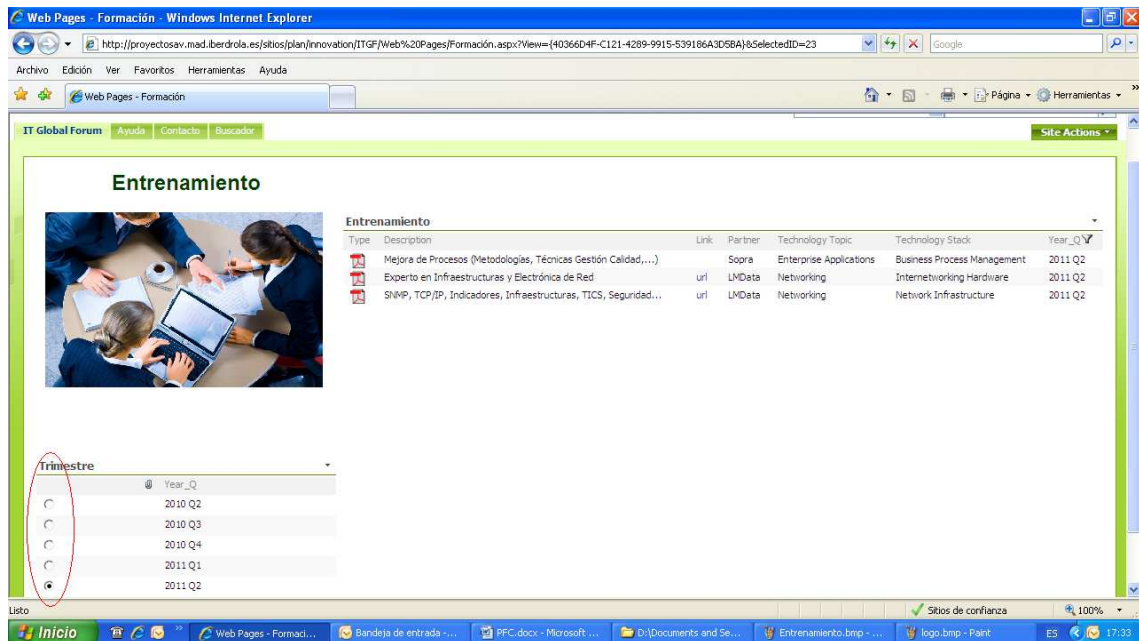 Web Pages - Formación - Windows Internet Explorer
http://proyectosav.mad.iberdrola.es/sitios/plan/innovation/ITGF/Web%20Pages/Formación.aspx?View={40366D4F-C121-4289-9915-539186A3D5BA}&SelectedID=23
Google
Archivo Edición Ver Favoritos Herramientas Ayuda
Web Pages - Formación
Página Herramientas »
IT Global Forum Ayuda Contacto Buscador
Site Actions
Entrenamiento
Entrenamiento
Type Description Link Partner Technology Topic Technology Stack Year_Q
Mejora de Procesos (Metodologías, Técnicas Gestión Calidad,...) Sopra Enterprise Applications Business Process Management 2011 Q2
Experto en Infraestructuras y Electrónica de Red url LMData Networking Internetworking Hardware 2011 Q2
SNMP, TCP/IP, Indicadores, Infraestructuras, TICS, Seguridad... url LMData Networking Network Infrastructure 2011 Q2
Trimestre
Year_Q
2010 Q2
2010 Q3
2010 Q4
2011 Q1
2011 Q2
Listo
Sitios de confianza
100%
Inicio
»
Web Pages - Formaci...
Bandeja de entrada -...
PFC.docx - Microsoft ...
D:\Documents and Se...
Entrenamiento.bmp - ...
logo.bmp - Paint
ES
17:33